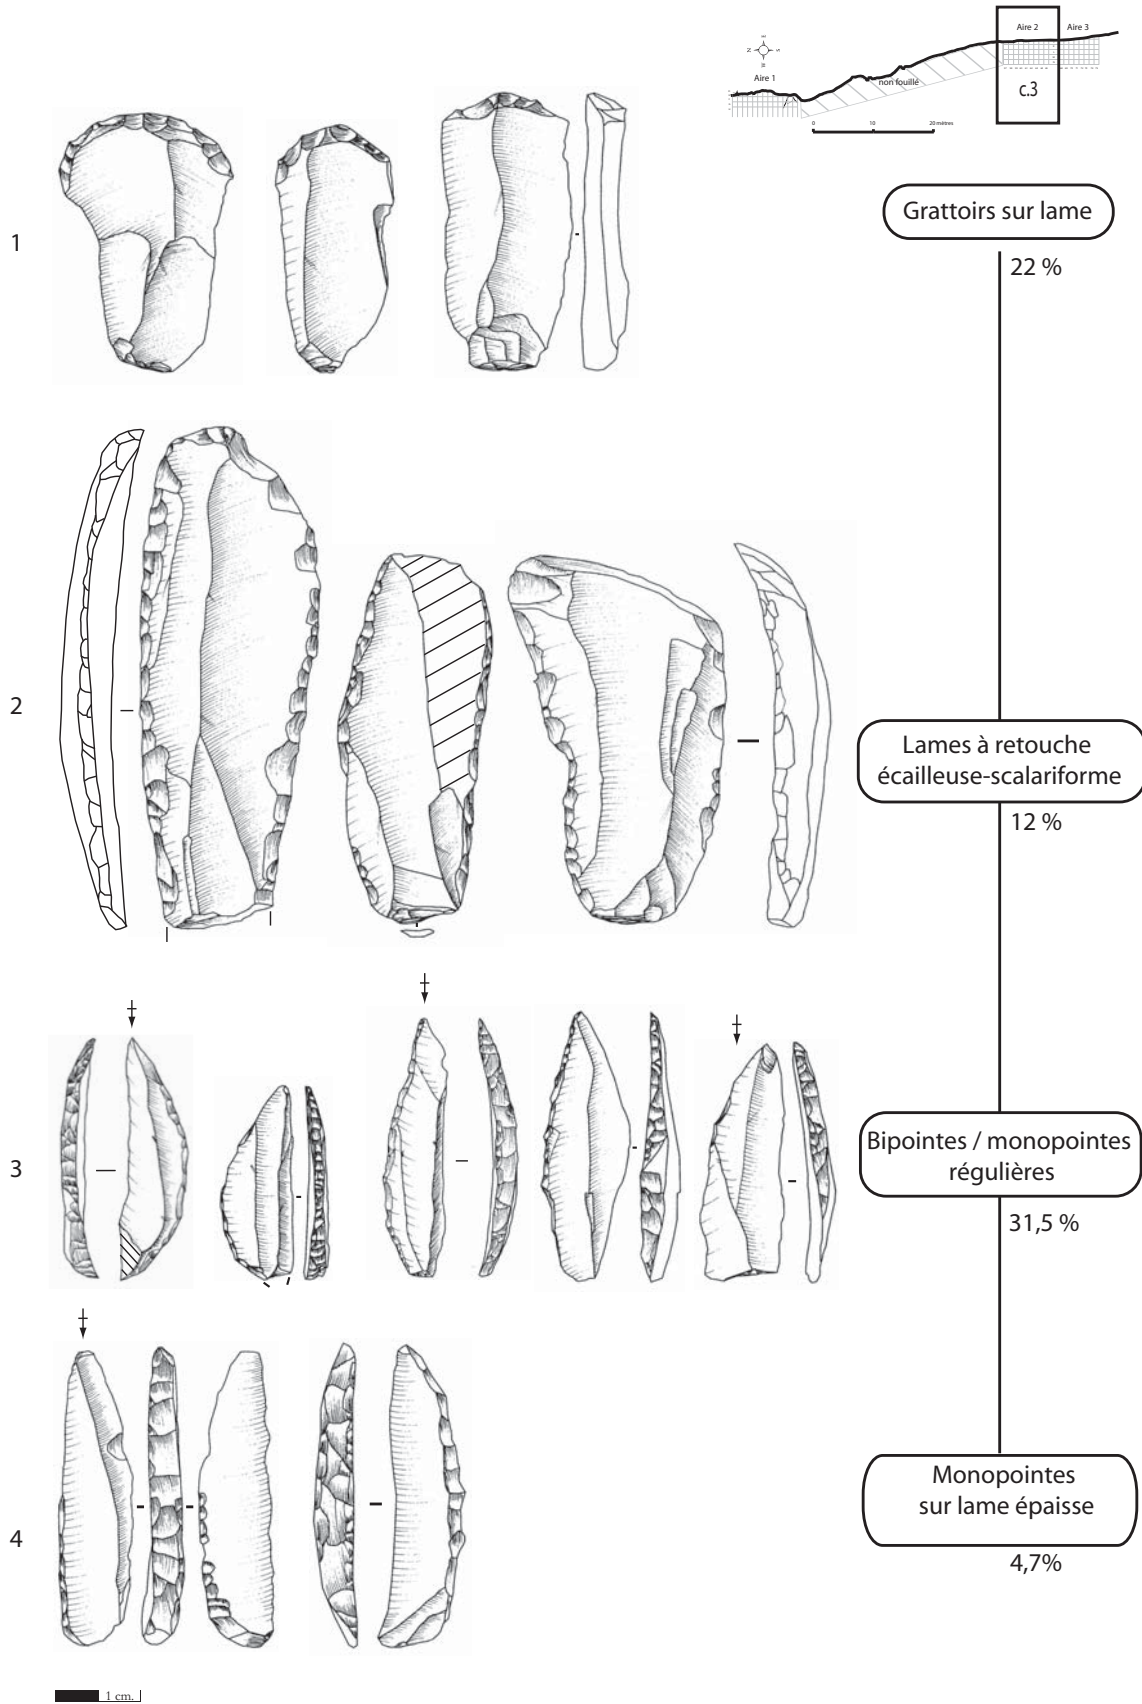 Aire 2
Aire 3
c.3
non fouillé
Aire 1
N
S
0
10
20 mètres
1
Grattoirs sur lame
22 %
2
Lames à retouche
écailleuse-scalariforme
12 %
3
Bipointes / monopointes
régulières
31,5 %
4
Monopointes
sur lame épaisse
4,7%
1 cm.